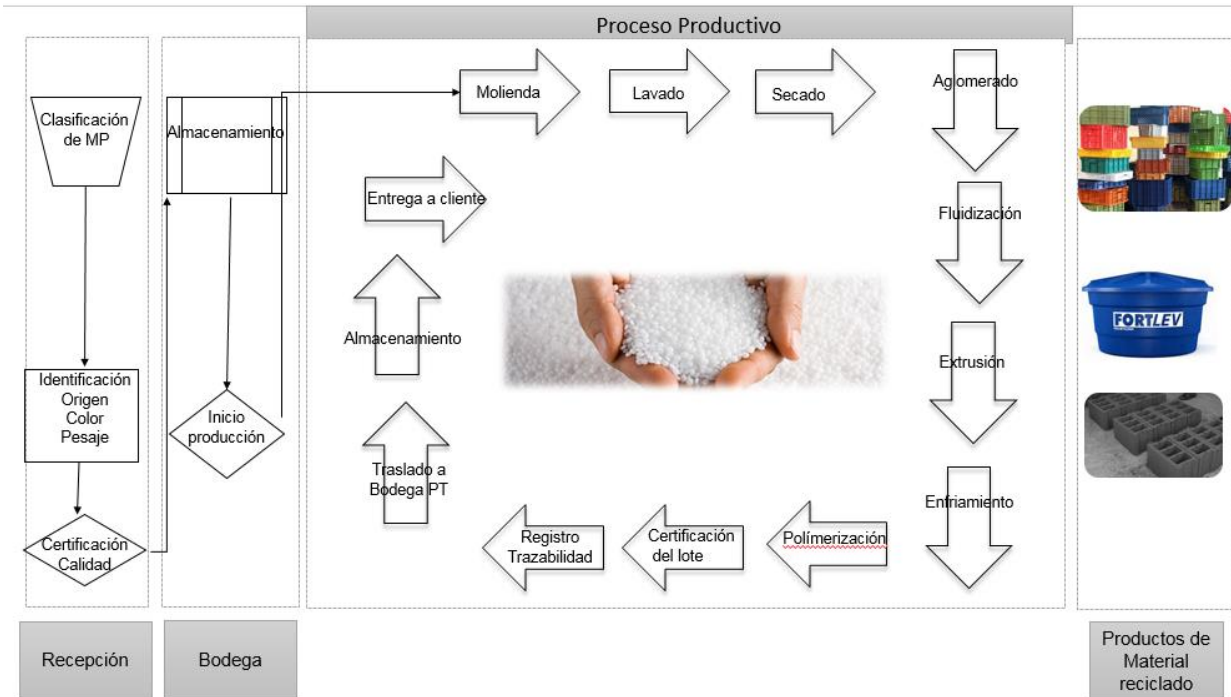 Proceso Productivo
Clasificación
de MP
Almacenamiento
Identificación
Origen
Color
Pesaje
Inicio
producción
Certificación
Calidad
Molienda
Lavado
Secado
Aglomerado
Fluidización
Extrusión
Enfriamiento
Polímerización
Certificación
del lote
Registro
Trazabilidad
Traslado a
Bodega PT
Almacenamiento
Entrega a cliente
FORTLEV
Recepción
Bodega
Productos de
Material
reciclado